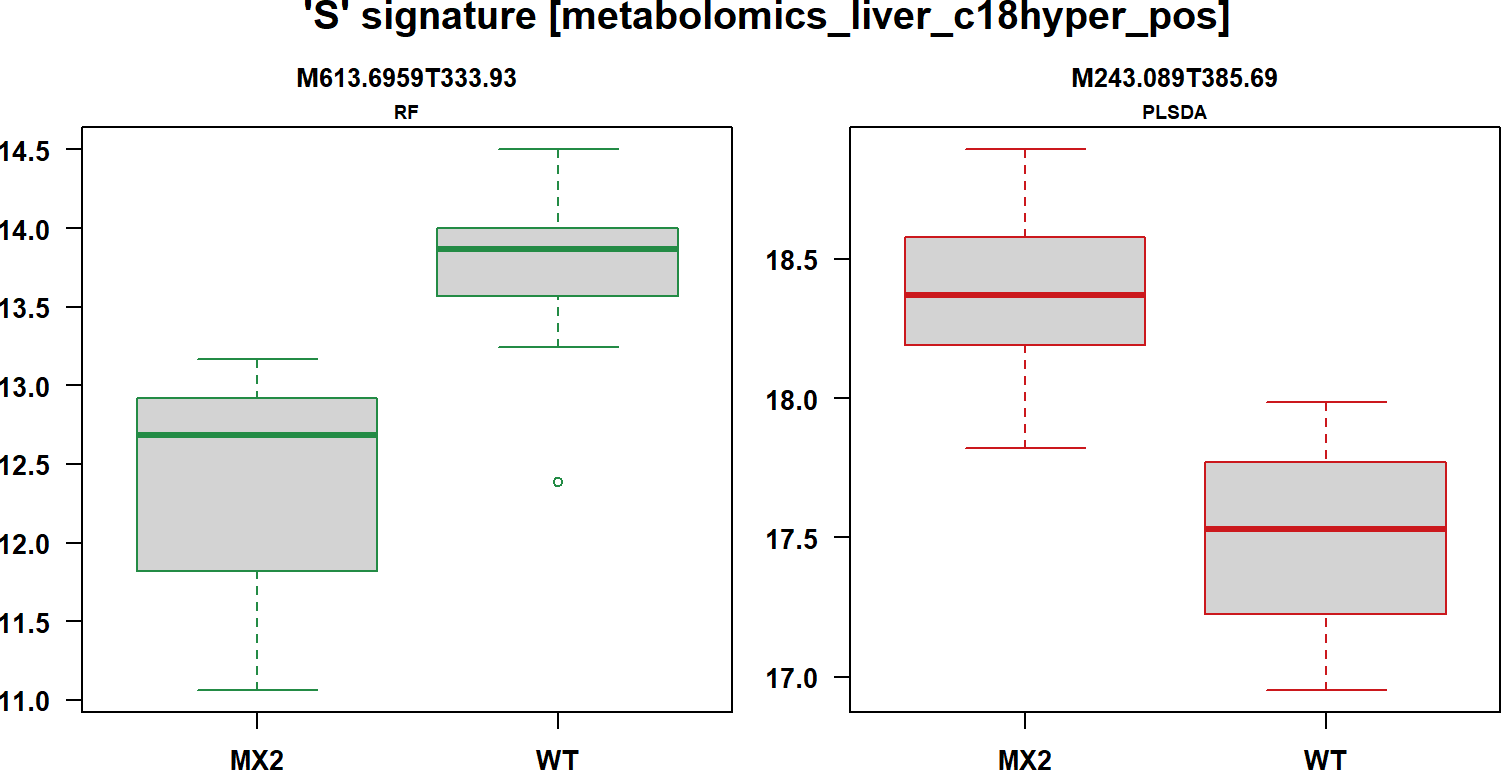 'S' signature [metabolomics_liver_c18hyper_pos]
M613.6959T333.93
RF
14.5
14.0
13.5
13.0
12.5
12.0
11.5
11.0
MX2
WT
M243.089T385.69
PLSDA
18.5
18.0
17.5
17.0
MX2
WT